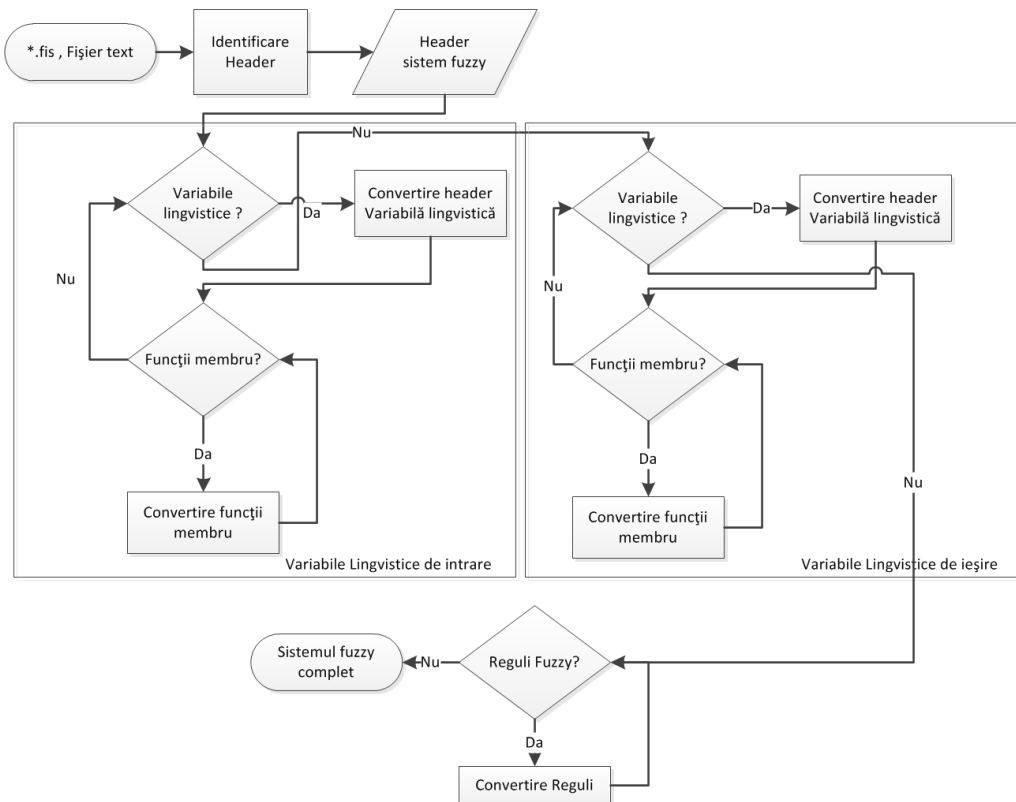 *.fis , Fişier text
Identificare
Header
Header
sistem fuzzy
Nu
Variabile
lingvistice ?
Da
Convertire header
Variabilă lingvistică
Nu
Funcţii membru?
Da
Convertire funcţii
membru
Variabile Lingvistice de intrare
Variabile
lingvistice ?
Da
Convertire header
Variabilă lingvistică
Nu
Funcţii membru?
Da
Convertire funcţii
membru
Variabile Lingvistice de ieşire
Nu
Sistemul fuzzy
complet
Nu
Reguli Fuzzy?
Da
Convertire Reguli